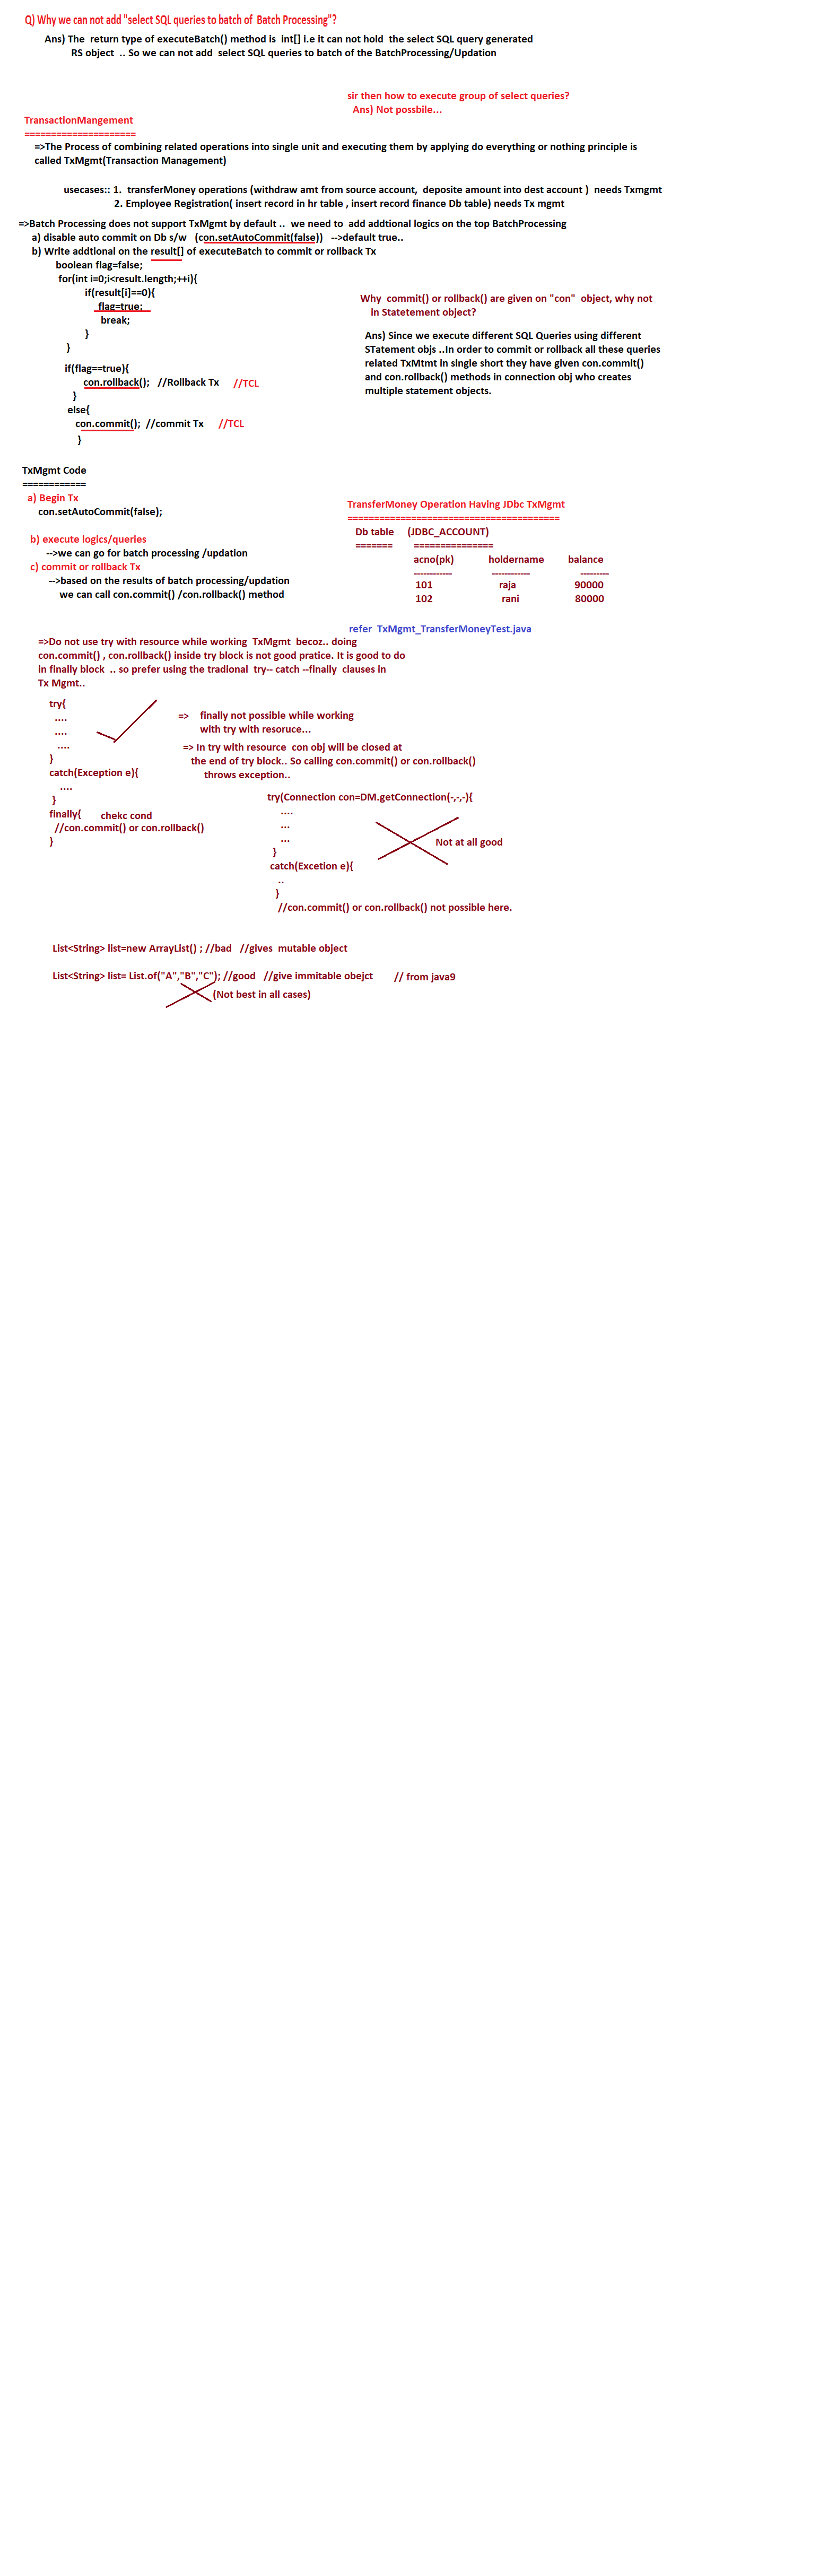 Q) Why we can not add "select SQL queries to batch of  Batch Processing"?
Ans) The  return type of executeBatch() method is  int[] i.e it can not hold  the select SQL query generated
RS object  .. So we can not add  select SQL queries to batch of the BatchProcessing/Updation
sir then how to execute group of select queries?
Ans) Not possbile...
TransactionMangement
=====================
=>The Process of combining related operations into single unit and executing them by applying do everything or nothing principle is
called TxMgmt(Transaction Management)
usecases:: 1.  transferMoney operations (withdraw amt from source account,  deposite amount into dest account )  needs Txmgmt
2. Employee Registration( insert record in hr table , insert record finance Db table) needs Tx mgmt
=>Batch Processing does not support TxMgmt by default ..  we need to  add addtional logics on the top BatchProcessing
a) disable auto commit on Db s/w   (con.setAutoCommit(false))   -->default true..
b) Write addtional on the result[] of executeBatch to commit or rollback Tx
boolean flag=false;
for(int i=0;i<result.length;++i){
if(result[i]==0){
flag=true;
break;
}
}
if(flag==true){
con.rollback();   //Rollback Tx     //TCL
}
else{
con.commit();  //commit Tx     //TCL
}
Why  commit() or rollback() are given on "con"  object, why not
in Statetement object?
Ans) Since we execute different SQL Queries using different
STatement objs ..In order to commit or rollback all these queries
related TxMtmt in single short they have given con.commit()
and con.rollback() methods in connection obj who creates
multiple statement objects.
TxMgmt Code
============
a) Begin Tx
con.setAutoCommit(false);
b) execute logics/queries
-->we can go for batch processing /updation
c) commit or rollback Tx
-->based on the results of batch processing/updation
we can call con.commit() /con.rollback() method
TransferMoney Operation Having JDbc TxMgmt
========================================
Db table     (JDBC_ACCOUNT)
=======        ===============
acno(pk)             holdername         balance
------------               ------------                   ---------
101                         raja                      90000
102                          rani                     80000
refer  TxMgmt_TransferMoneyTest.java
=>Do not use try with resource while working  TxMgmt  becoz.. doing
con.commit() , con.rollback() inside try block is not good pratice. It is good to do
in finally block  .. so prefer using the tradional  try-- catch --finally  clauses in
Tx Mgmt..
try{
....
....
....
}
catch(Exception e){
....
}
finally{       chekc cond
//con.commit() or con.rollback()
}
=>    finally not possible while working
with try with resoruce...
=> In try with resource  con obj will be closed at
the end of try block.. So calling con.commit() or con.rollback()
throws exception..
try(Connection con=DM.getConnection(-,-,-){
....
...
...
}
Not at all good
catch(Excetion e){
..
}
//con.commit() or con.rollback() not possible here.
List<String> list=new ArrayList() ; //bad   //gives  mutable object
List<String> list= List.of("A","B","C"); //good   //give immitable obejct        // from java9
(Not best in all cases)